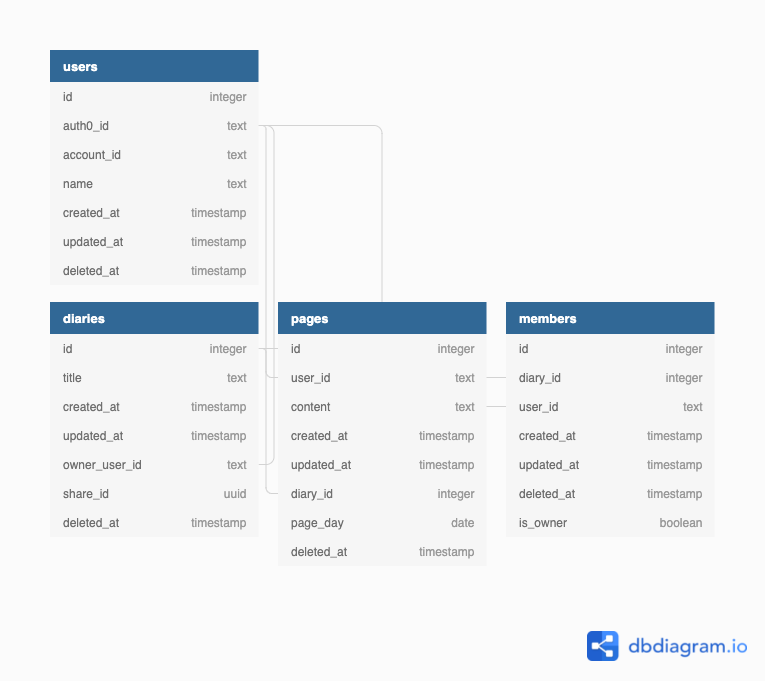 users
id integer
auth0_id text
account_id text
name text
created_at timestamp
updated_at timestamp
deleted_at timestamp
diaries
id integer
title text
created_at timestamp
updated_at timestamp
owner_user_id text
share_id uuid
deleted_at timestamp
pages
id integer
user_id text
content text
created_at timestamp
updated_at timestamp
diary_id integer
page_day date
deleted_at timestamp
members
id integer
diary_id integer
user_id text
created_at timestamp
updated_at timestamp
deleted_at timestamp
is_owner boolean
dbdiagram.io